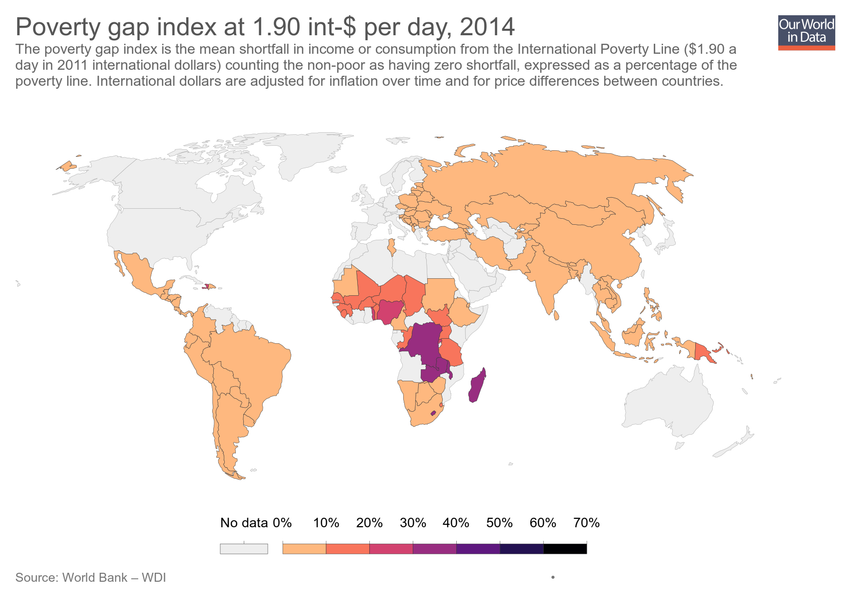 Poverty gap index at 1.90 int-$ per day, 2014
Our World
in Data
The poverty gap index is the mean shortfall in income or consumption from the International Poverty Line ($1.90 a
day in 2011 international dollars) counting the non-poor as having zero shortfall, expressed as a percentage of the
poverty line. International dollars are adjusted for inflation over time and for price differences between countries.
No data 0% 10% 20% 30% 40% 50% 60% 70%
Source: World Bank – WDI